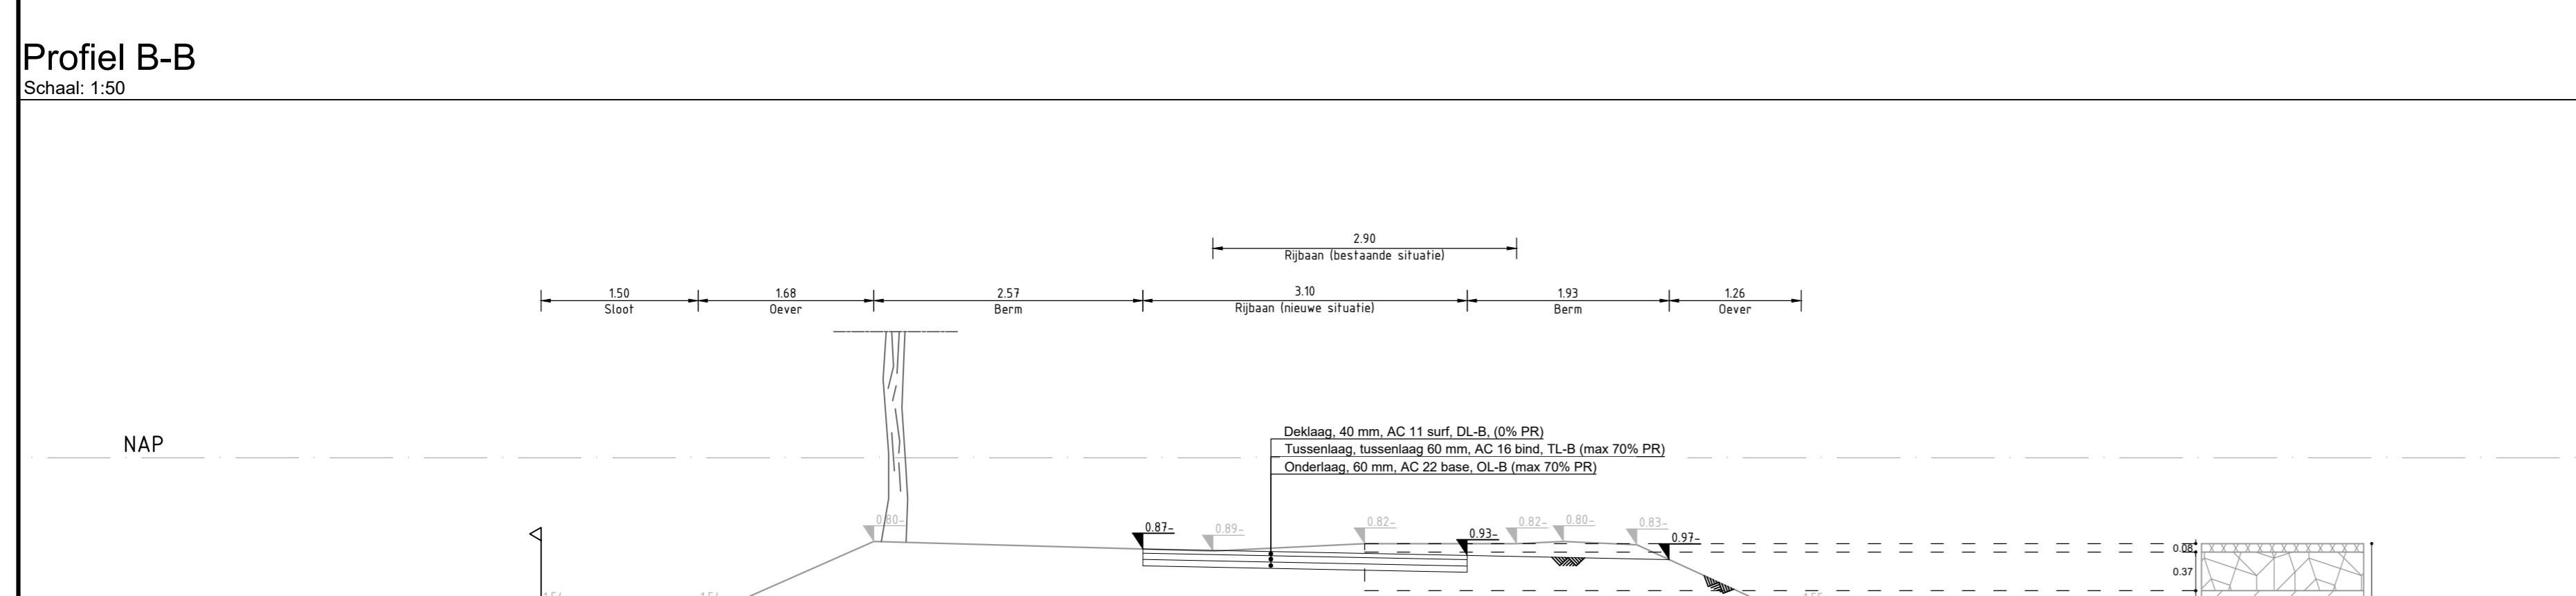 Profiel B-B
Schaal: 1:50
2.90
Rijbaan (bestaande situatie)
1.50 1.68 2.57 3.10 1.93 1.26
Sloot Oever Berm Rijbaan (nieuwe situatie) Berm Oever
NAP
Deklaag, 40 mm, AC 11 surf, DL-B, (0% PR)
Tussenlaag, tussenlaag 60 mm, AC 16 bind, TL-B (max 70% PR)
Onderlaag, 60 mm, AC 22 base, OL-B (max 70% PR)
0.80- 0.87- 0.89- 0.82- 0.93- 0.82- 0.80- 0.83- 0.97-
0.08
0.37